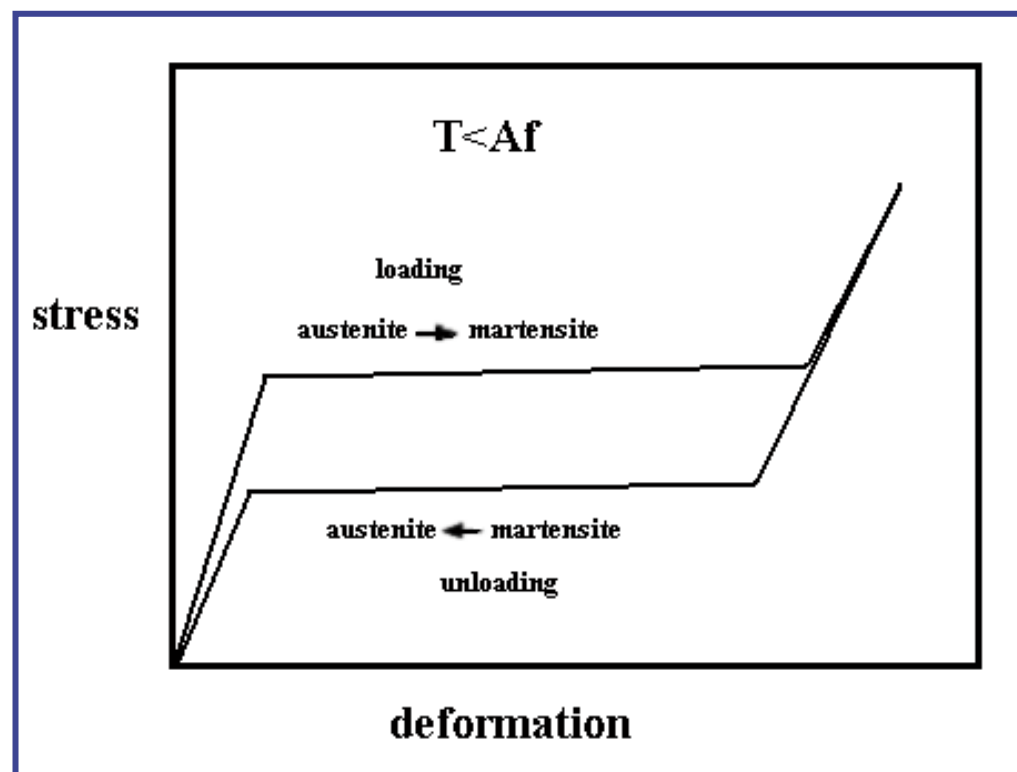 T<Af
loading
stress
austenite → martensite
austenite ← martensite
unloading
deformation